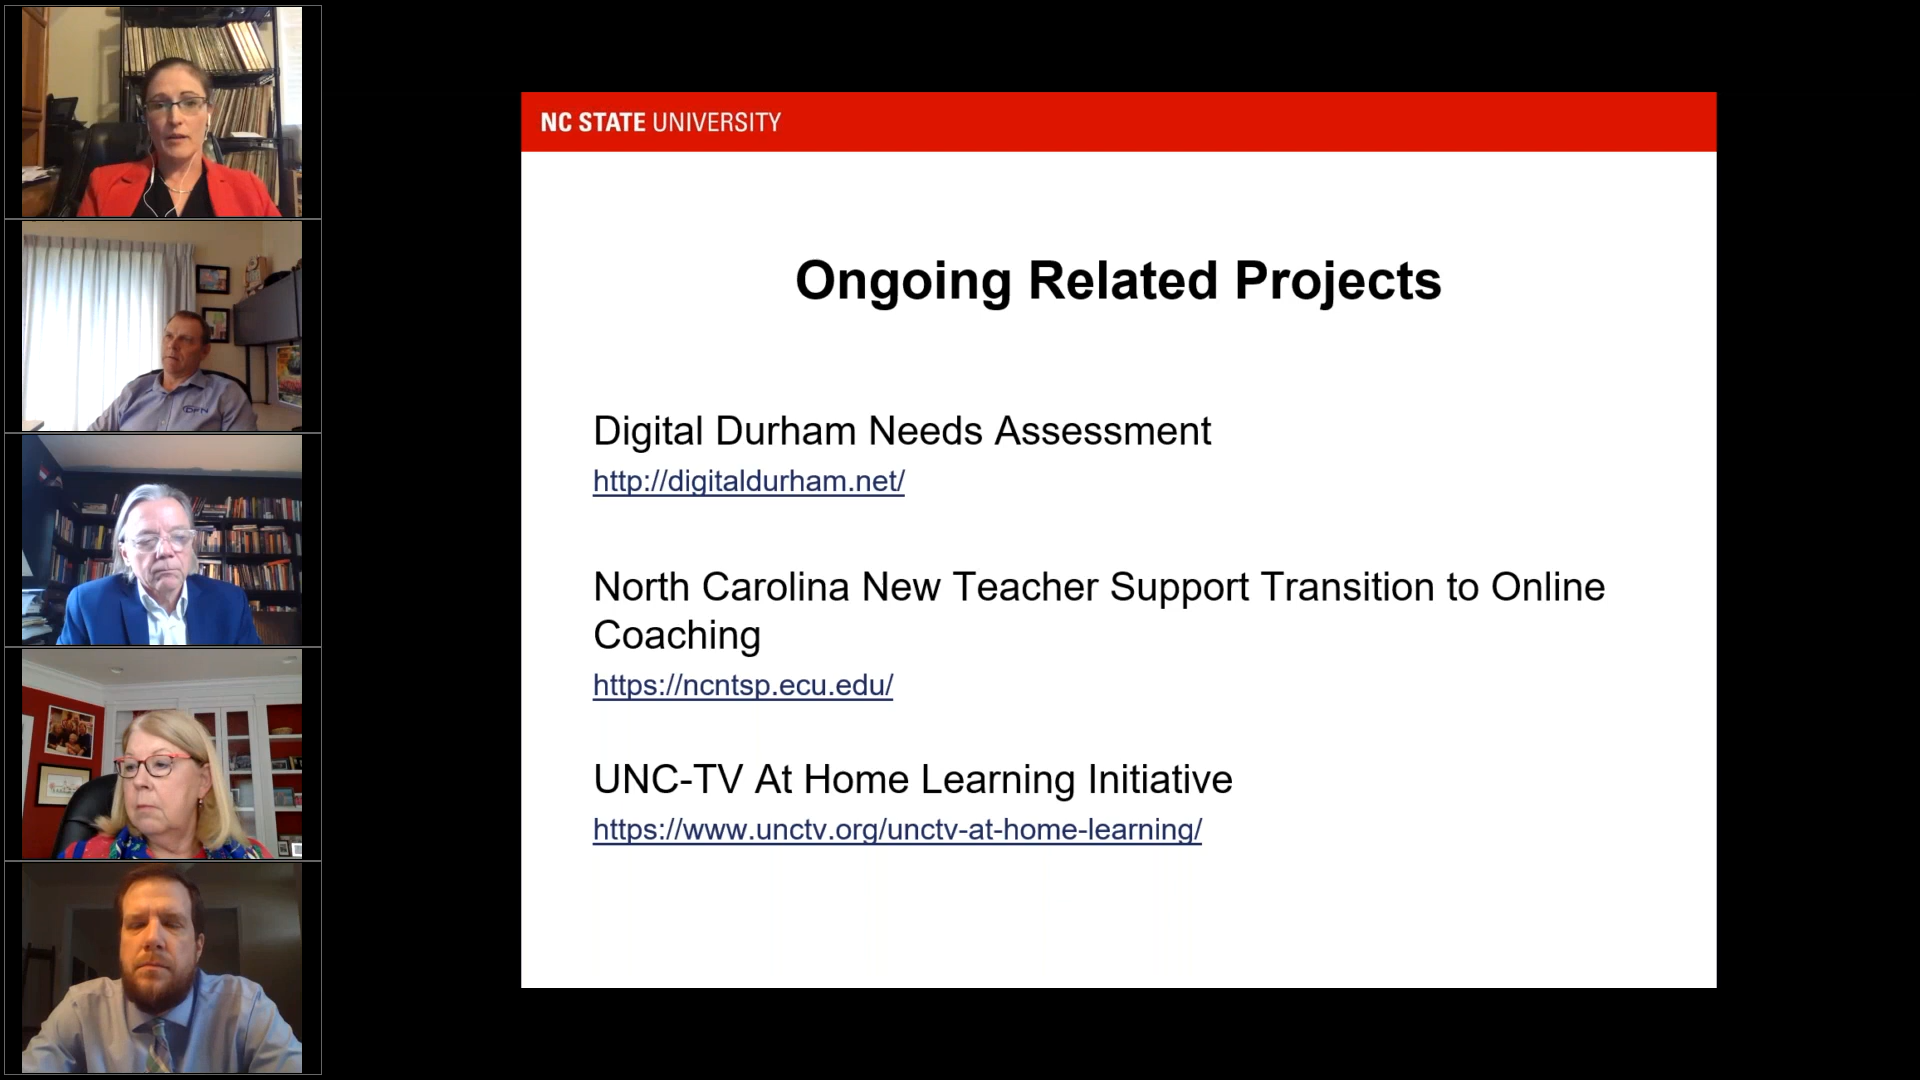 NC STATE UNIVERSITY
Ongoing Related Projects
Digital Durham Needs Assessment
http://digitaldurham.net/
North Carolina New Teacher Support Transition to Online
Coaching
https://ncntsp.ecu.edu/
UNC-TV At Home Learning Initiative
https://www.unctv.org/unctv-at-home-learning/